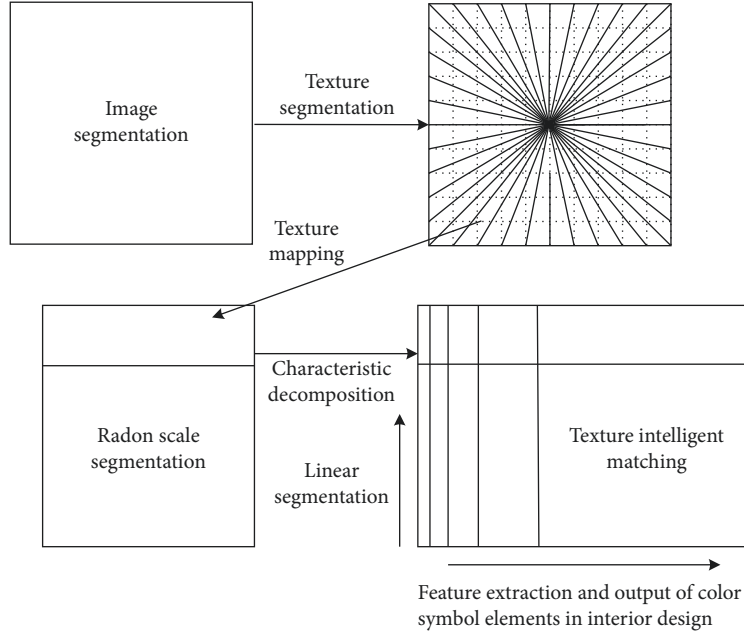 Image
segmentation
Texture
segmentation
Texture
mapping
Radon scale
segmentation
Characteristic
decomposition
Linear
segmentation
Texture intelligent
matching
Feature extraction and output of color
symbol elements in interior design